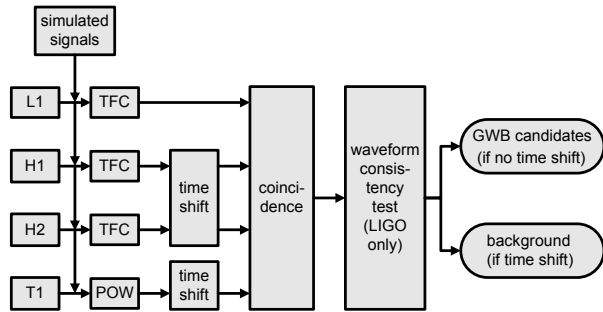 simulated
signals
L1
TFC
H1
TFC
H2
TFC
T1
POW
time
shift
time
shift
coinci-
dence
waveform
consis-
tency
test
(LIGO
only)
GWB candidates
(if no time shift)
background
(if time shift)